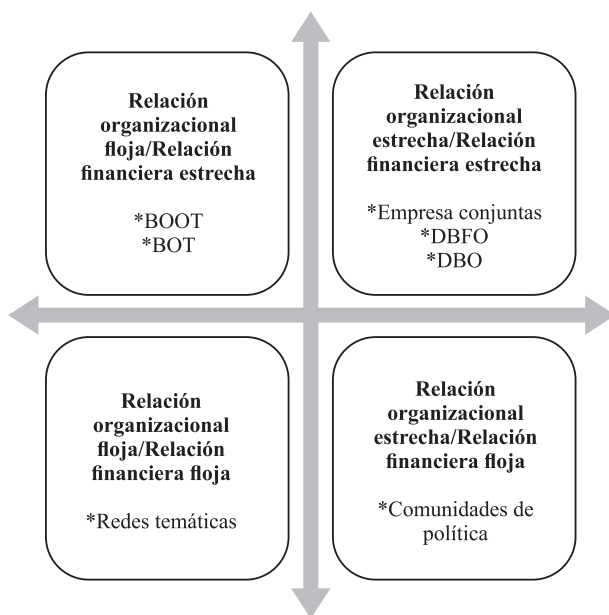 Relación
organizacional
floja/Relación
financiera estrecha
*BOOT
*BOT
Relación
organizacional
estrecha/Relación
financiera estrecha
*Empresa conjuntas
*DBFO
*DBO
Relación
organizacional
floja/Relación
financiera floja
*Redes temáticas
Relación
organizacional
estrecha/Relación
financiera floja
*Comunidades de
política